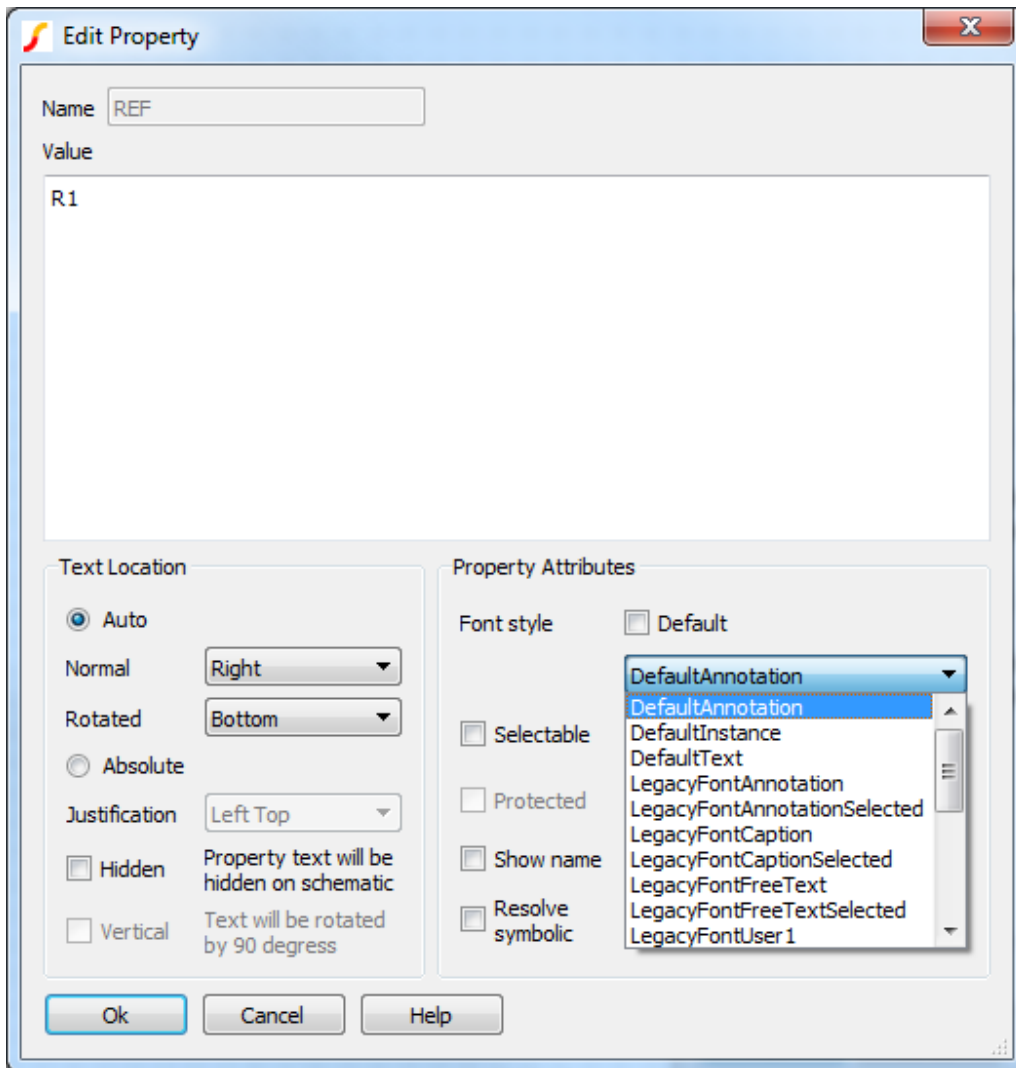 Edit Property
Name REF
Value
R1
Text Location
Auto
Normal Right
Rotated Bottom
Absolute
Justification Left Top
Hidden Property text will be
hidden on schematic
Vertical Text will be rotated
by 90 degress
Property Attributes
Font style Default
DefaultAnnotation
DefaultAnnotation
DefaultInstance
DefaultText
LegacyFontAnnotation
LegacyFontAnnotationSelected
LegacyFontCaption
LegacyFontCaptionSelected
LegacyFontFreeText
LegacyFontFreeTextSelected
LegacyFontUser1
Selectable
Protected
Show name
Resolve
symbolic
Ok Cancel Help